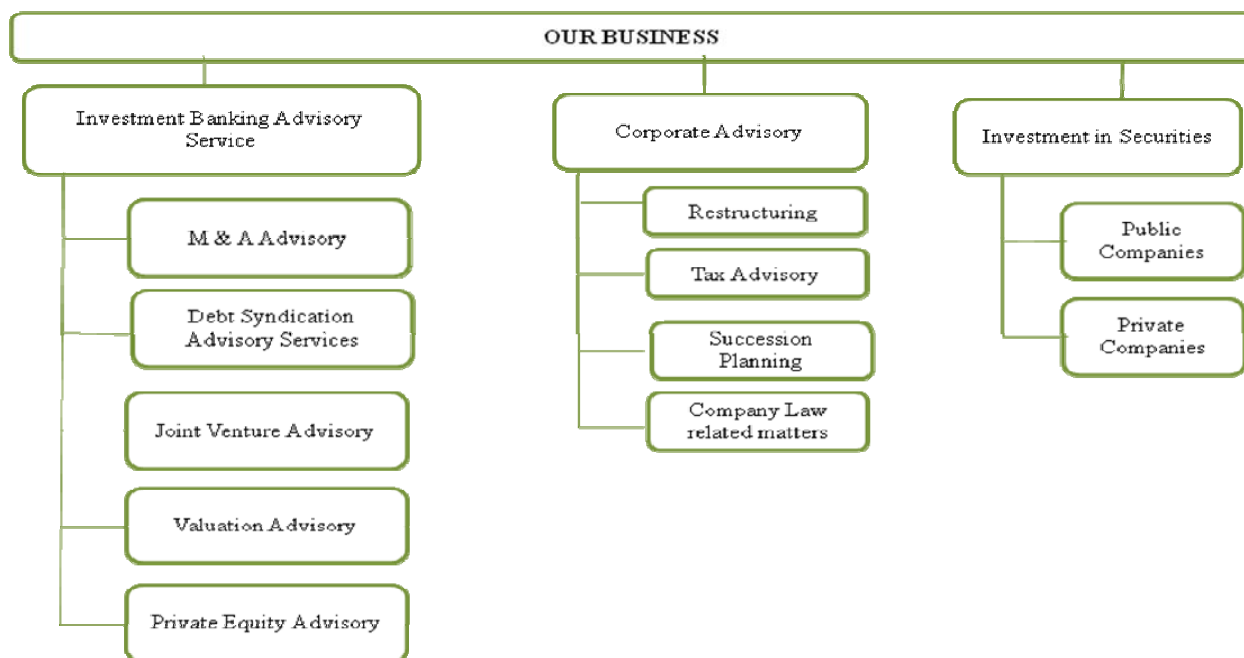 OUR BUSINESS
Investment Banking Advisory
Service
M & A Advisory
Debt Syndication
Advisory Services
Joint Venture Advisory
Valuation Advisory
Private Equity Advisory
Corporate Advisory
Restructuring
Tax Advisory
Succession
Planning
Company Law
related matters
Investment in Securities
Public
Companies
Private
Companies